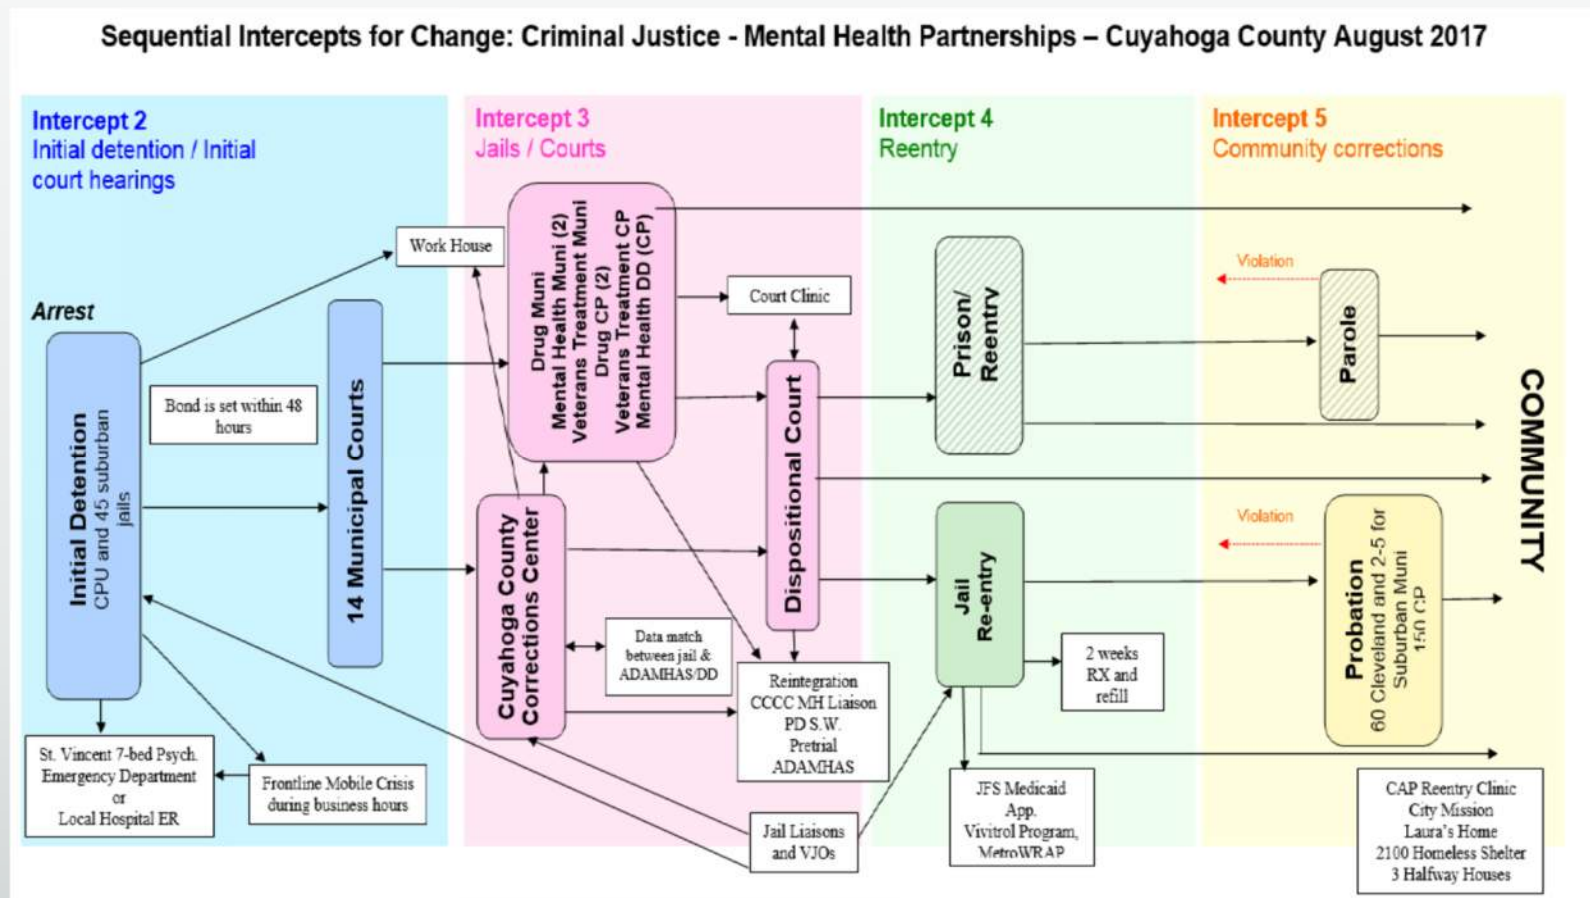 Sequential Intercepts for Change: Criminal Justice - Mental Health Partnerships – Cuyahoga County August 2017
Intercept 2
Initial detention / Initial
court hearings
Arrest
Initial Detention
CPU and 45 suburban
jails
Bond is set within 48
hours
14 Municipal Courts
Work House
St. Vincent 7-bed Psych.
Emergency Department
or
Local Hospital ER
Frontline Mobile Crisis
during business hours
Intercept 3
Jails / Courts
Drug Muni
Mental Health Muni (2)
Veterans Treatment Muni
Drug CP (2)
Veterans Treatment CP
Mental Health DD (CP)
Court Clinic
Cuyahoga County
Corrections Center
Dispositional Court
Data match
between jail &
ADAMHAS/DD
Reintegration
CCCC MH Liaison
PD S.W.
Pretrial
ADAMHAS
Jail Liaisons
and VJOs
Intercept 4
Reentry
Prison/
Reentry
Jail
Re-entry
2 weeks
RX and
refill
JFS Medicaid
App.
Vivitrol Program,
MetroWRAP
Intercept 5
Community corrections
Violation
Parole
Violation
Probation
60 Cleveland and 2-5 for
Suburban Muni
150 CP
CAP Reentry Clinic
City Mission
Laura's Home
2100 Homeless Shelter
3 Halfway Houses
COMMUNITY